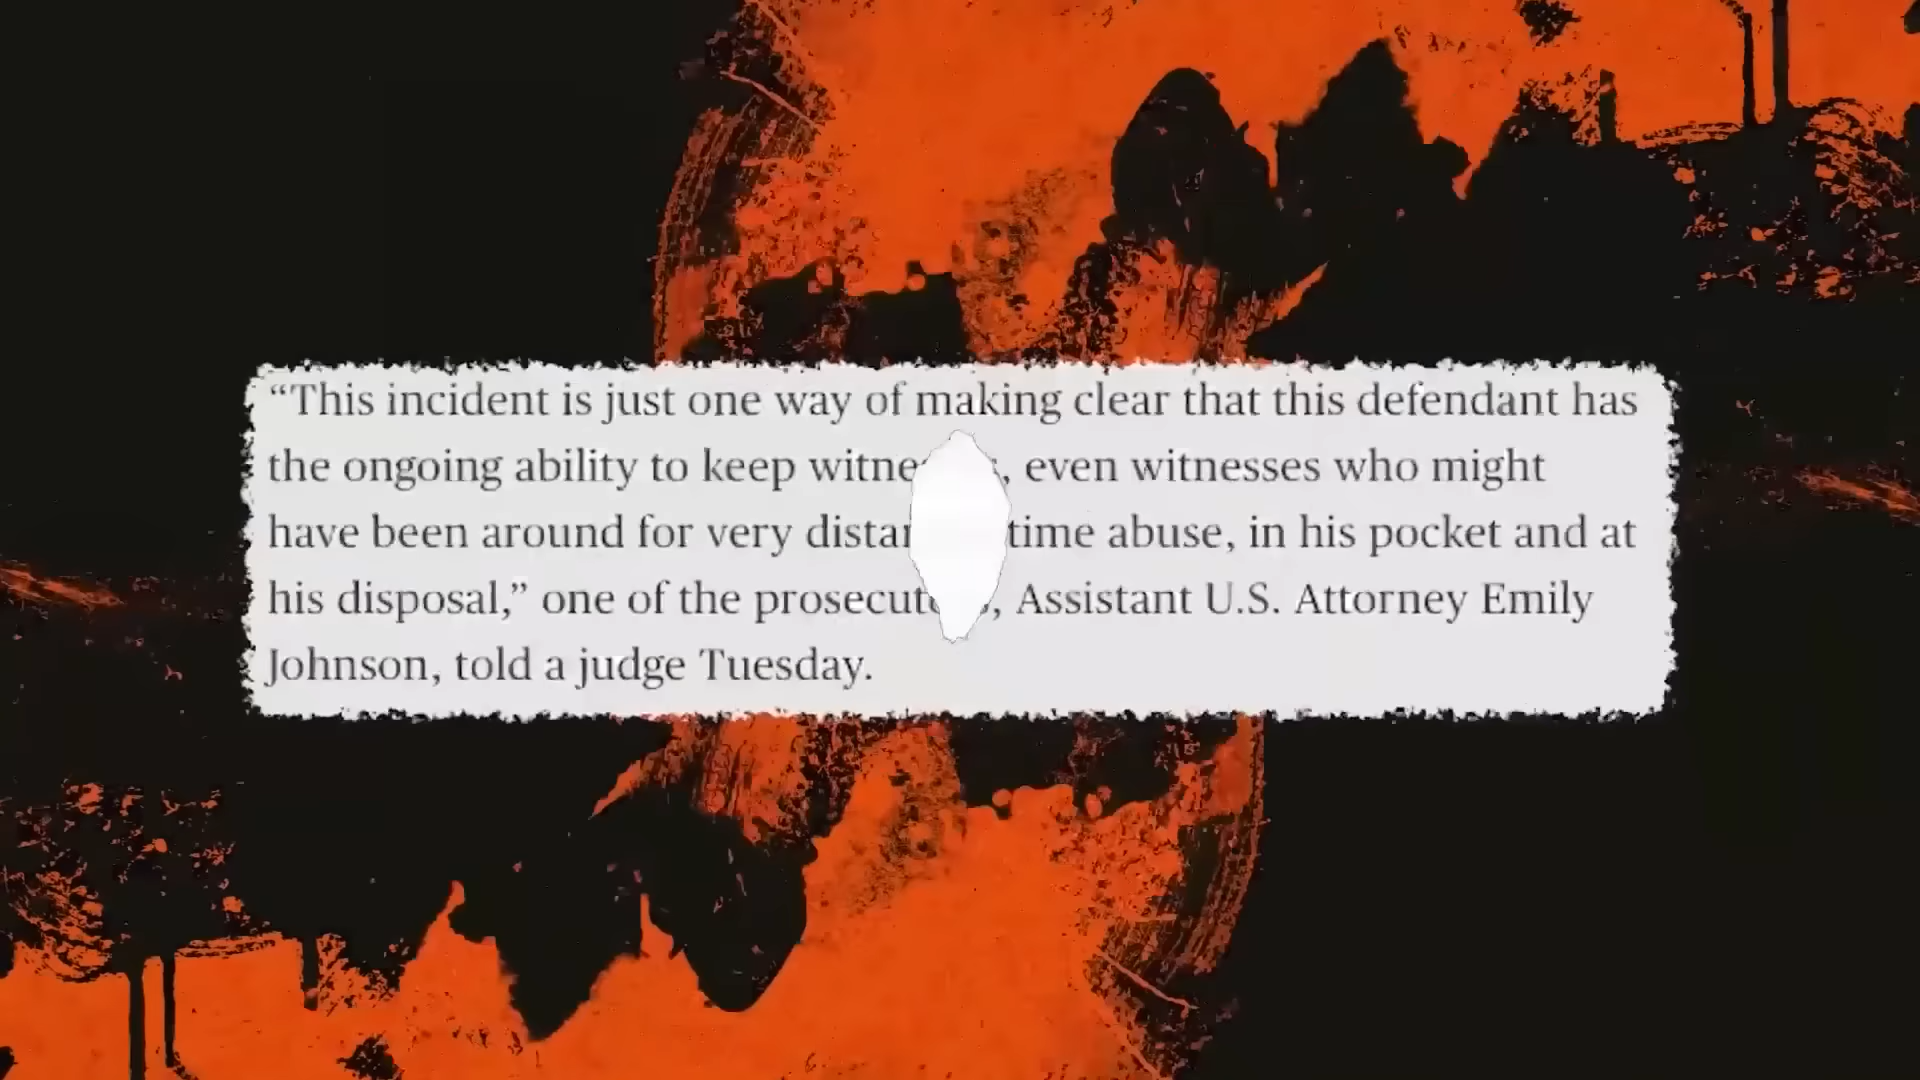 “This incident is just one way of making clear that this defendant has
the ongoing ability to keep even witnesses who might
have been around for very time abuse, in his pocket and at
his disposal,” one of the Assistant U.S. Attorney Emily
Johnson, told a judge Tuesday.